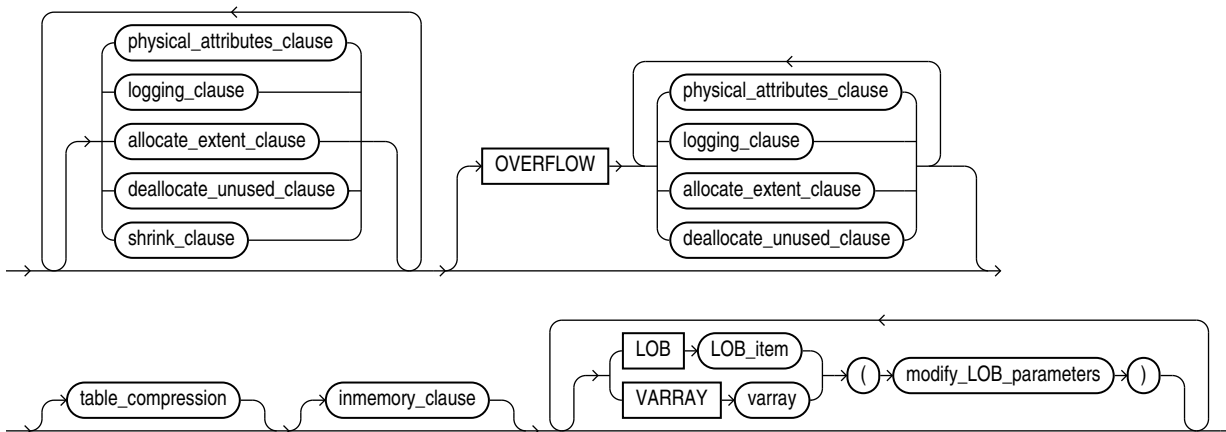 physical_attributes_clause
logging_clause
allocate_extent_clause
deallocate_unused_clause
shrink_clause
OVERFLOW
physical_attributes_clause
logging_clause
allocate_extent_clause
deallocate_unused_clause
table_compression
inmemory_clause
LOB LOB_item
VARRAY varray
( modify_LOB_parameters )